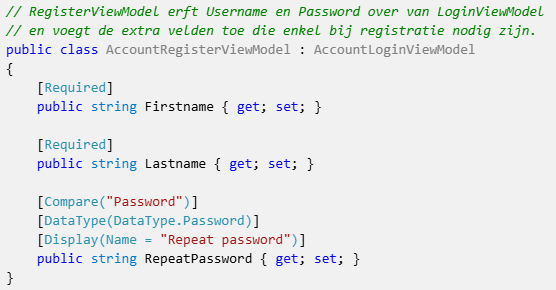 // RegisterViewModel erft Username en Password over van LoginViewModel
// en voegt de extra velden toe die enkel bij registratie nodig zijn.
public class AccountRegisterViewModel : AccountLoginViewModel
{
    [Required]
    public string Firstname { get; set; }

    [Required]
    public string Lastname { get; set; }

    [Compare("Password")]
    [DataType(DataType.Password)]
    [Display(Name = "Repeat password")]
    public string RepeatPassword { get; set; }
}